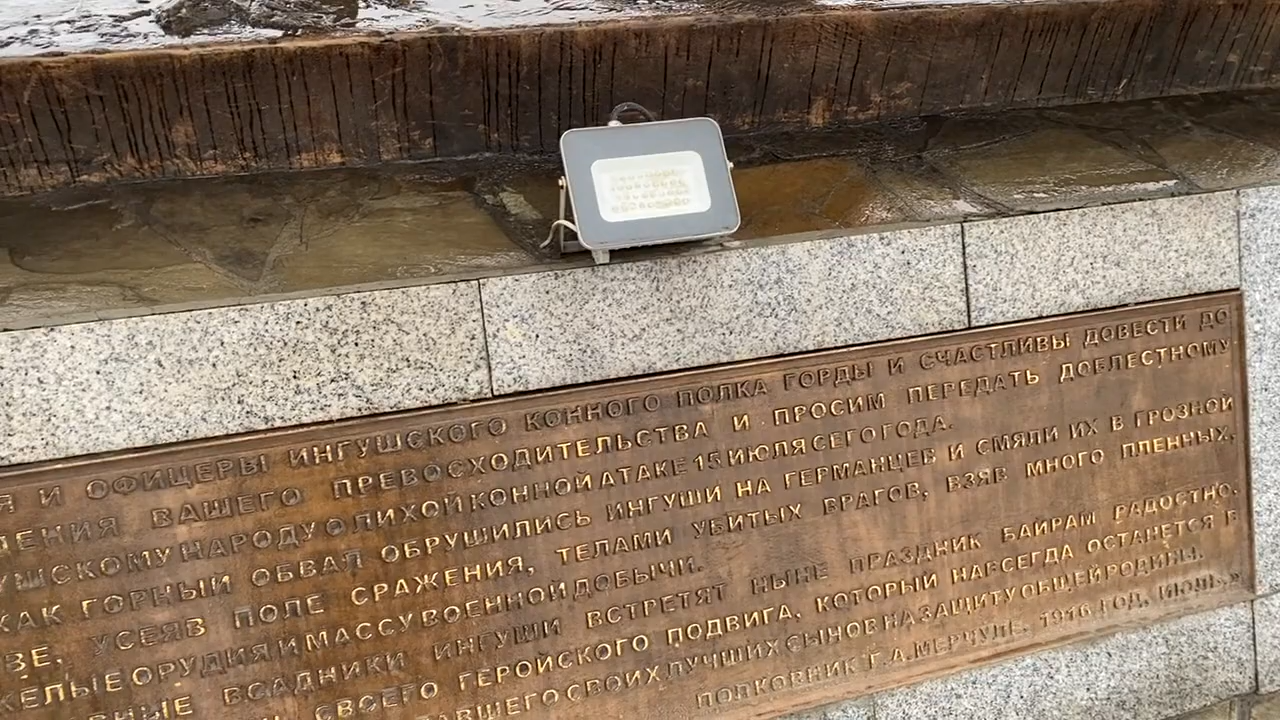 Я И ОФИЦЕРЫ ИНГУШСКОГО КОННОГО ПОЛКА ГОРДЫ И СЧАСТЛИВЫ ДОВЕСТИ ДО
ДЕНИЯ ВАШЕГО ПРЕВОСХОДИТЕЛЬСТВА И ПРОСИМ ПЕРЕДАТЬ ДОБЛЕСТНОМУ
УШСКОМУ НАРОДУ О ЛИХОЙ КОННОЙ АТАКЕ 15 ИЮЛЯ СЕГО ГОДА.
КАК ГОРНЫЙ ОБВАЛ ОБРУШИЛИСЬ ИНГУШИ НА ГЕРМАНЦЕВ И СМЯЛИ ИХ В ГРОЗНОЙ
ВЕ, УСЕЯВ ПОЛЕ СРАЖЕНИЯ, ТЕЛАМИ УБИТЫХ ВРАГОВ, ВЗЯВ МНОГО ПЛЕННЫХ,
ЖЕЛЫЕ ОРУДИЯ И МАССУ ВОЕННОЙ ДОБЫЧИ.
ВНЫЕ ВСАДНИКИ ИНГУШИ ВСТРЕТЯТ НЫНЕ ПРАЗДНИК БАЙРАМ РАДОСТНО,
СВОЕГО ГЕРОЙСКОГО ПОДВИГА, КОТОРЫЙ НАВСЕГДА ОСТАНЕТСЯ В
АВШЕГО СВОИХ ЛУЧШИХ СЫНОВ НА ЗАЩИТУ ОБЩЕЙ РОДИНЫ.
ПОЛКОВНИК Г.А.МЕРЧУЛЕ, 1916 ГОД, ИЮЛЬ.»